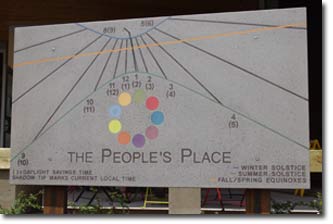 8(9) 5(6)
11 (12)
12 (1)
1 (2)
2 (3)
3 (4)
10 (11)
4 (5)
9 (10)
THE PEOPLE'S PLACE
( ) DAYLIGHT SAVINGS TIME
SHADOW TIP MARKS CURRENT LOCAL TIME
WINTER SOLSTICE
SUMMER SOLSTICE
FALL/SPRING EQUINOXES